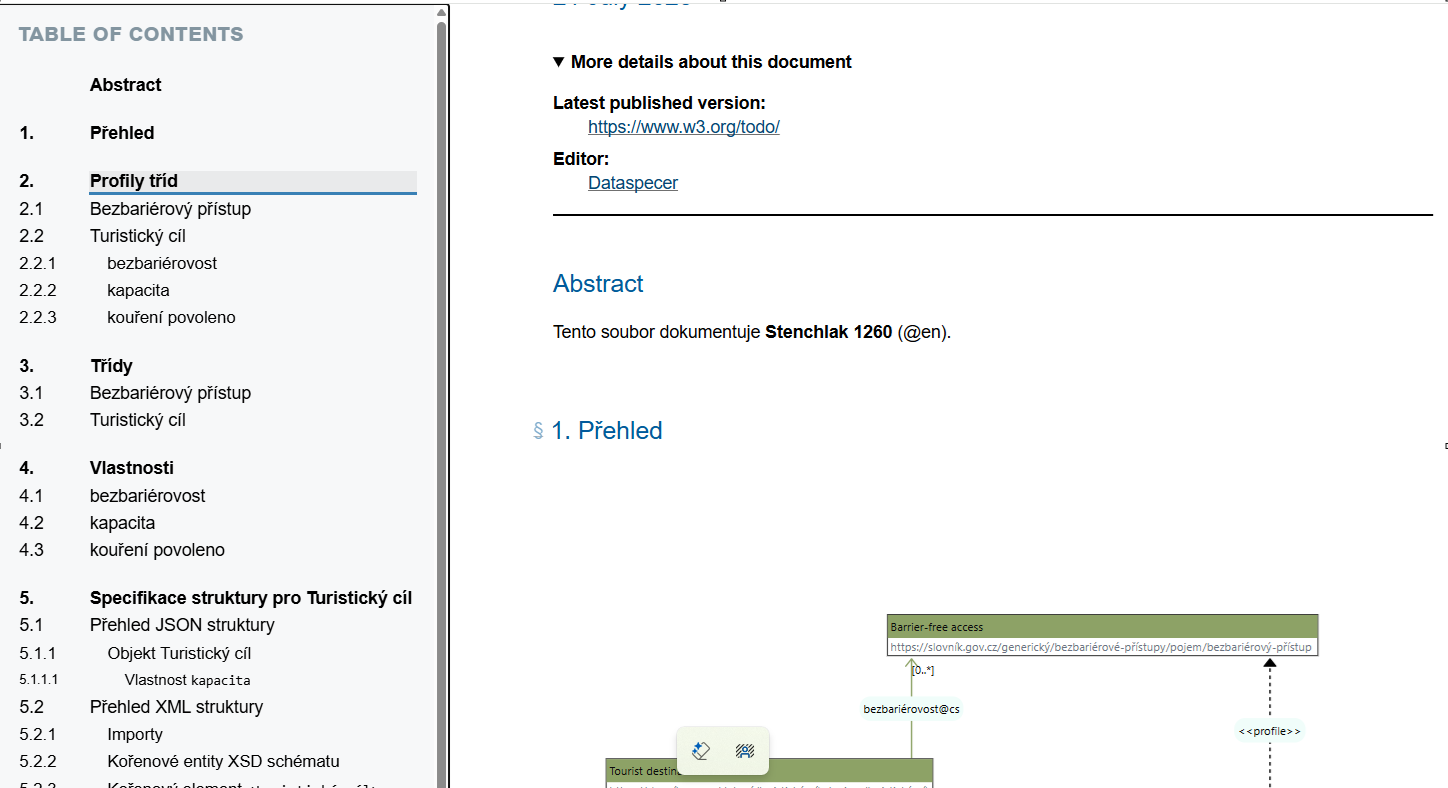 TABLE OF CONTENTS
Abstract
1. Přehled
2. Profily tříd
2.1 Bezbariérový přístup
2.2 Turistický cíl
2.2.1 bezbariérovost
2.2.2 kapacita
2.2.3 kouření povoleno
3. Třídy
3.1 Bezbariérový přístup
3.2 Turistický cíl
4. Vlastnosti
4.1 bezbariérovost
4.2 kapacita
4.3 kouření povoleno
5. Specifikace struktury pro Turistický cíl
5.1 Přehled JSON struktury
5.1.1 Objekt Turistický cíl
5.1.1.1 Vlastnost kapacita
5.2 Přehled XML struktury
5.2.1 Importy
5.2.2 Kořenové entity XSD schématu
5.2.3 Kořenový element
▼ More details about this document
Latest published version:
https://www.w3.org/todo/
Editor:
Dataspecer
Abstract
Tento soubor dokumentuje Stenchlak 1260 (@en).
§ 1. Přehled
Barrier-free access
https://slovník.gov.cz/generický/bezbariérové-přístupy/pojem/bezbariérový-přístup
[0..*]
bezbariérovost@cs
<<profile>>
Tourist